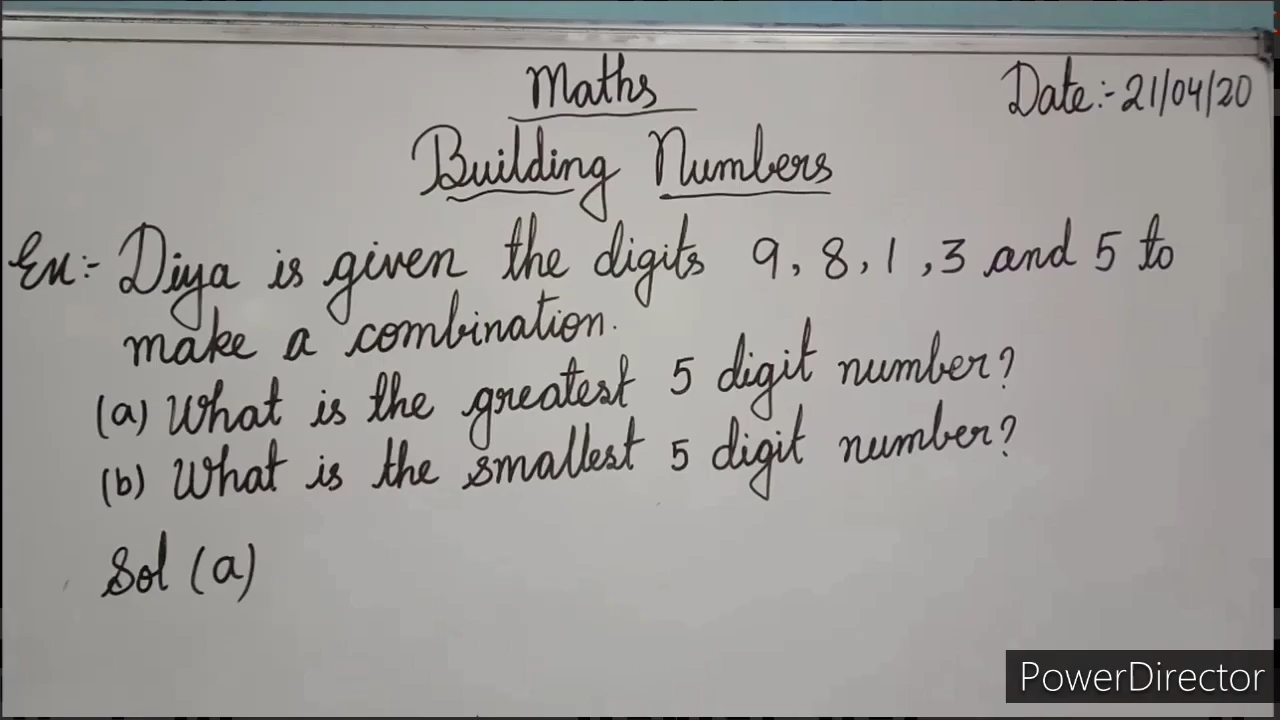 Maths
Date:- 21/04/20
Building Numbers
Ex:- Diya is given the digits 9, 8, 1, 3 and 5 to
make a combination.
(a) What is the greatest 5 digit number?
(b) What is the smallest 5 digit number?
Sol (a)
PowerDirector